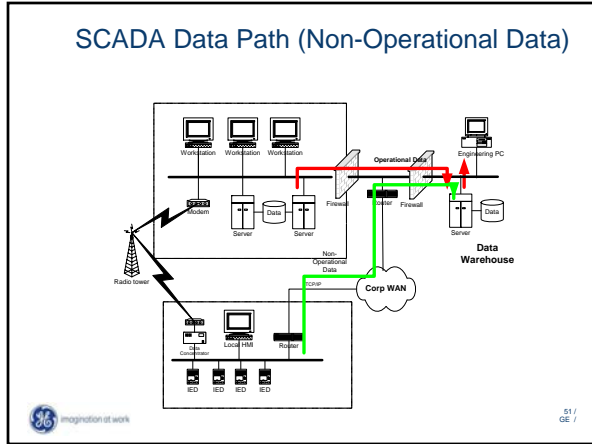 SCADA Data Path (Non-Operational Data)
Workstation Workstation Workstation
Operational Data
Engineering PC
Modem
Server Data Server
Firewall
Router
Firewall
Server
Data
Data
Warehouse
Non-
Operational
Data
Radio tower
TCP/IP
Corp WAN
Data
Concentrator
Local HMI
Router
IED IED IED IED
imagination at work
51 /
GE /